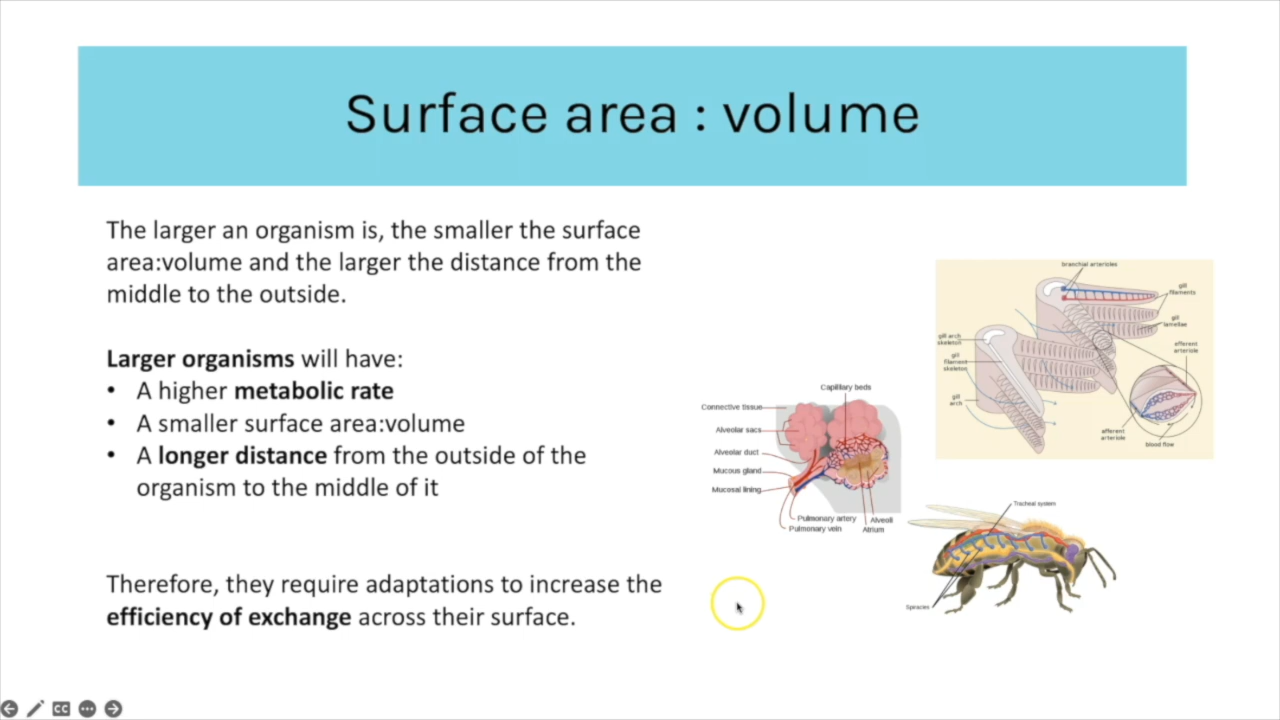 Surface area : volume
The larger an organism is, the smaller the surface
area:volume and the larger the distance from the
middle to the outside.
Larger organisms will have:
• A higher metabolic rate
• A smaller surface area:volume
• A longer distance from the outside of the
organism to the middle of it
Therefore, they require adaptations to increase the
efficiency of exchange across their surface.
Capillary beds
Connective tissue
Alveolar sacs
Alveolar duct
Mucous gland
Mucosal lining
Pulmonary artery
Pulmonary vein
Alveoli
Atrium
branchial arterioles
gill
filaments
gill
lamellae
efferent
arteriole
gill arch
skeleton
gill
filament
skeleton
gill
arch
afferent
arteriole
blood flow
Tracheal system
Spiracles
CC